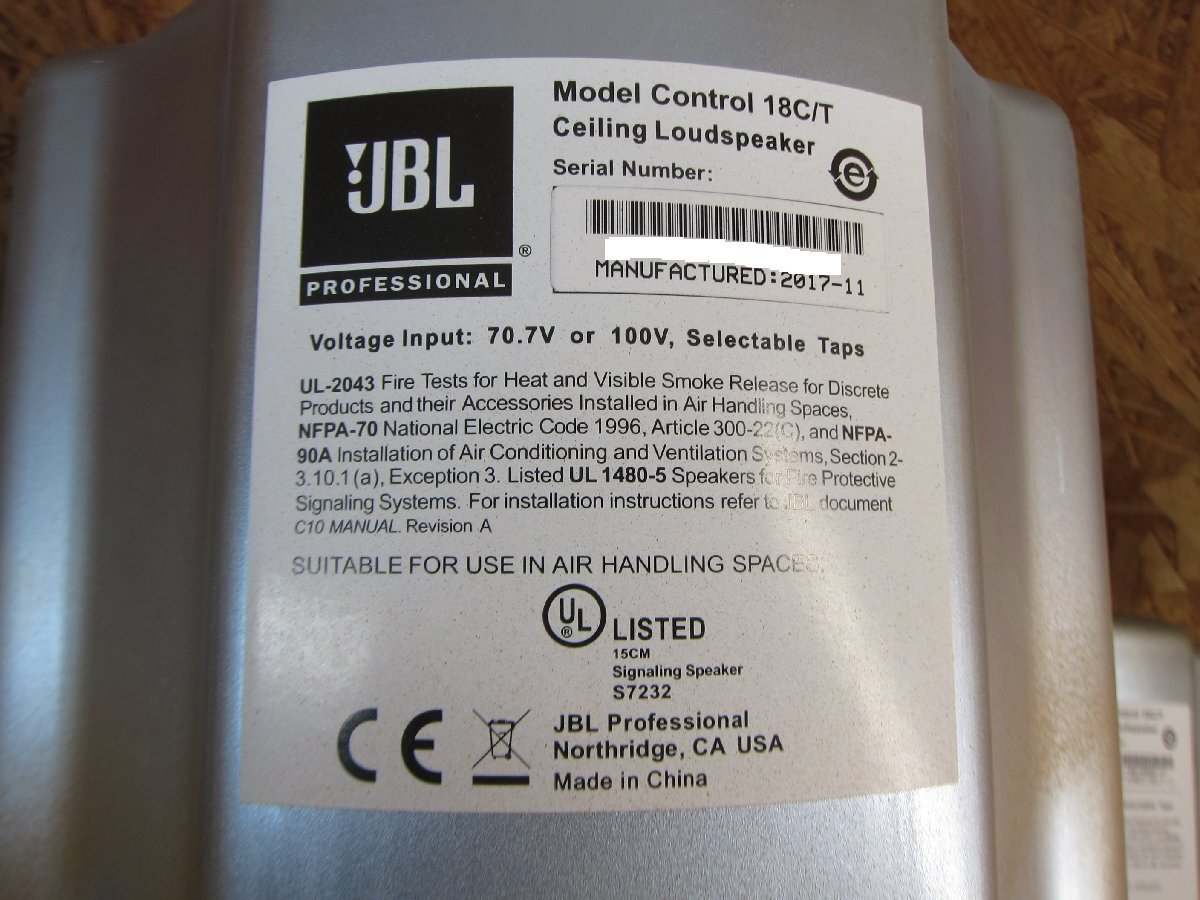 Model Control 18C/T
Ceiling Loudspeaker
Serial Number:
JBL
®
PROFESSIONAL
MANUFACTURED:2017-11
Voltage Input: 70.7V or 100V, Selectable Taps
UL-2043 Fire Tests for Heat and Visible Smoke Release for Discrete
Products and their Accessories Installed in Air Handling Spaces,
NFPA-70 National Electric Code 1996, Article 300-22(C), and NFPA-
90A Installation of Air Conditioning and Ventilation Systems, Section 2-
3.10.1(a), Exception 3. Listed UL 1480-5 Speakers for Fire Protective
Signaling Systems. For installation instructions refer to JBL document
C10 MANUAL. Revision A
SUITABLE FOR USE IN AIR HANDLING SPACES.
UL ® LISTED
15CM
Signaling Speaker
S7232
CE
JBL Professional
Northridge, CA USA
Made in China